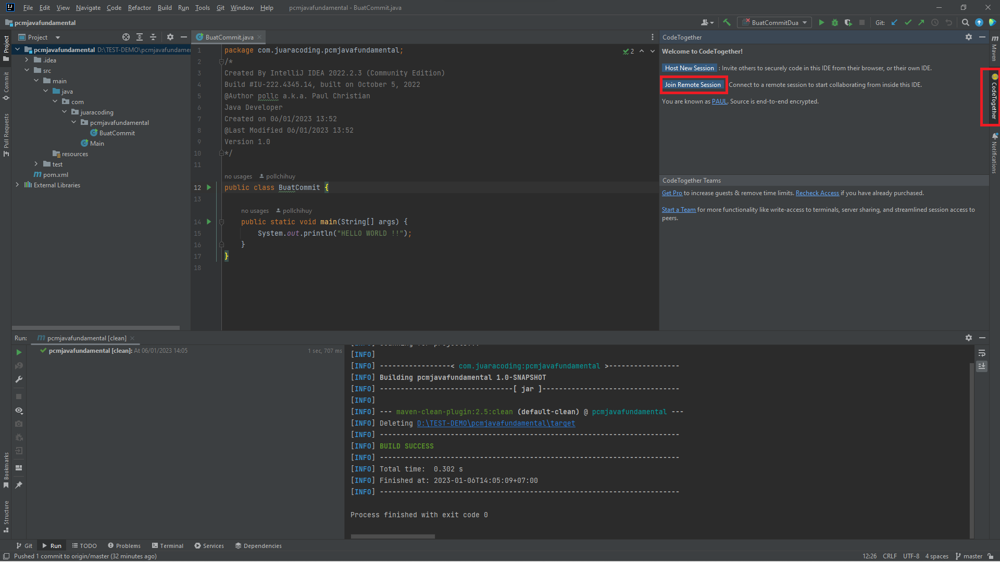 File Edit View Navigate Code Refactor Build Run Tools Git Window Help pcmjavafundamental - BuatCommit.java
pcmjavafundamental
BuatCommitDua
Git:
Project
BuatCommit.java
CodeTogether
pcmjavafundamental D:\TEST-DEMO\pcmjavafundamen
.idea
src
main
java
com
juaracoding
pcmjavafundamental
BuatCommit
Main
resources
test
pom.xml
External Libraries
Project
Commit
Pull Requests
Bookmarks
Structure
2
1 package com.juaracoding.pcmjavafundamental;
2 /*
3 Created By IntelliJ IDEA 2022.2.3 (Community Edition)
4 Build #IU-222.4345.14, built on October 5, 2022
5 @Author pollc a.k.a. Paul Christian
6 Java Developer
7 Created on 06/01/2023 13:52
8 @Last Modified 06/01/2023 13:52
9 Version 1.0
10 */
11
no usages pollchihuy
12 public class BuatCommit {
13
no usages pollchihuy
14 public static void main(String[] args) {
15 System.out.println("HELLO WORLD !!");
16 }
17 }
18
Welcome to CodeTogether!
Host New Session : Invite others to securely code in this IDE from their browser, or their own IDE.
Join Remote Session Connect to a remote session to start collaborating from inside this IDE.
You are known as PAUL. Source is end-to-end encrypted.
CodeTogether Teams
Get Pro to increase guests & remove time limits. Recheck Access if you have already purchased.
Start a Team for more functionality like write-access to terminals, server sharing, and streamlined session access to
peers.
Maven
CodeTogether
Notifications
Run: pcmjavafundamental [clean]
pcmjavafundamental [clean]: At 06/01/2023 14:05 1 sec, 707 ms
[INFO]
[INFO] -----------------< com.juaracoding:pcmjavafundamental >-----------------
[INFO] Building pcmjavafundamental 1.0-SNAPSHOT
[INFO] --------------------------------[ jar ]---------------------------------
[INFO]
[INFO] --- maven-clean-plugin:2.5:clean (default-clean) @ pcmjavafundamental ---
[INFO] Deleting D:\TEST-DEMO\pcmjavafundamental\target
[INFO] ------------------------------------------------------------------------
[INFO] BUILD SUCCESS
[INFO] ------------------------------------------------------------------------
[INFO] Total time:  0.302 s
[INFO] Finished at: 2023-01-06T14:05:09+07:00
[INFO] ------------------------------------------------------------------------
Process finished with exit code 0
Git Run TODO Problems Terminal Services Dependencies
Pushed 1 commit to origin/master (32 minutes ago) 12:26 CRLF UTF-8 4 spaces master